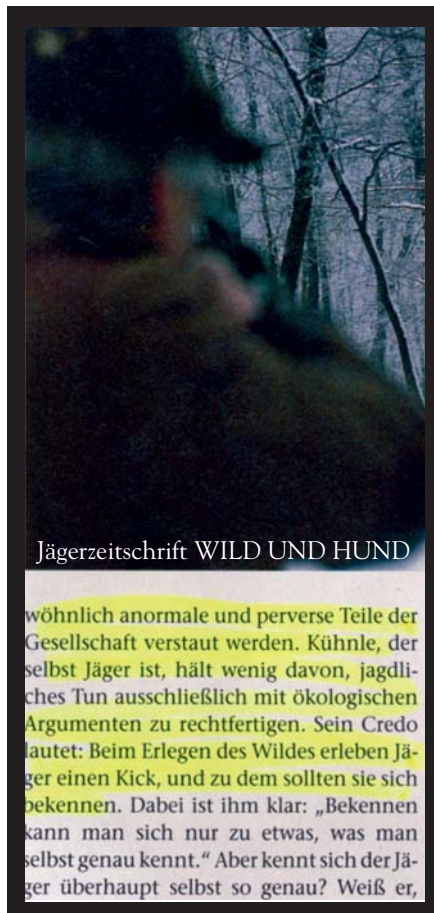 Jägerzeitschrift WILD UND HUND
wöhnlich anormale und perverse Teile der
Gesellschaft verstaut werden. Kühnle, der
selbst Jäger ist, hält wenig davon, jagdli-
ches Tun ausschließlich mit ökologischen
Argumenten zu rechtfertigen. Sein Credo
lautet: Beim Erlegen des Wildes erleben Jä-
ger einen Kick, und zu dem sollten sie sich
bekennen. Dabei ist ihm klar: „Bekennen
kann man sich nur zu etwas, was man
selbst genau kennt.“ Aber kennt sich der Jä-
ger überhaupt selbst so genau? Weiß er,